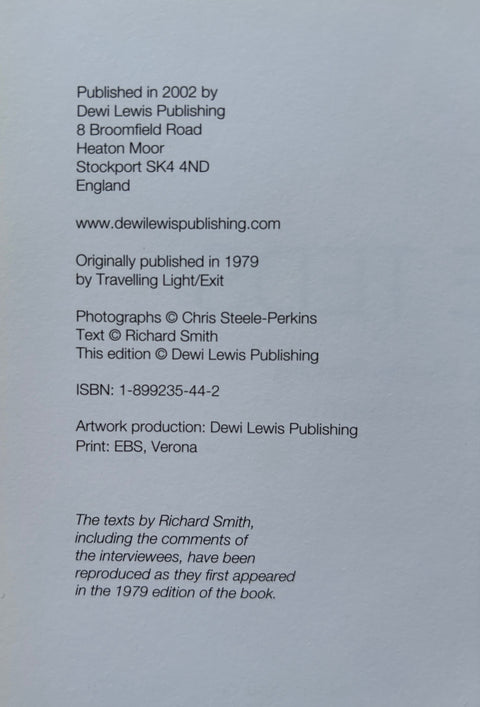 Published in 2002 by
Dewi Lewis Publishing
8 Broomfield Road
Heaton Moor
Stockport SK4 4ND
England
www.dewilewispublishing.com
Originally published in 1979
by Travelling Light/Exit
Photographs © Chris Steele-Perkins
Text © Richard Smith
This edition © Dewi Lewis Publishing
ISBN: 1-899235-44-2
Artwork production: Dewi Lewis Publishing
Print: EBS, Verona
The texts by Richard Smith,
including the comments of
the interviewees, have been
reproduced as they first appeared
in the 1979 edition of the book.